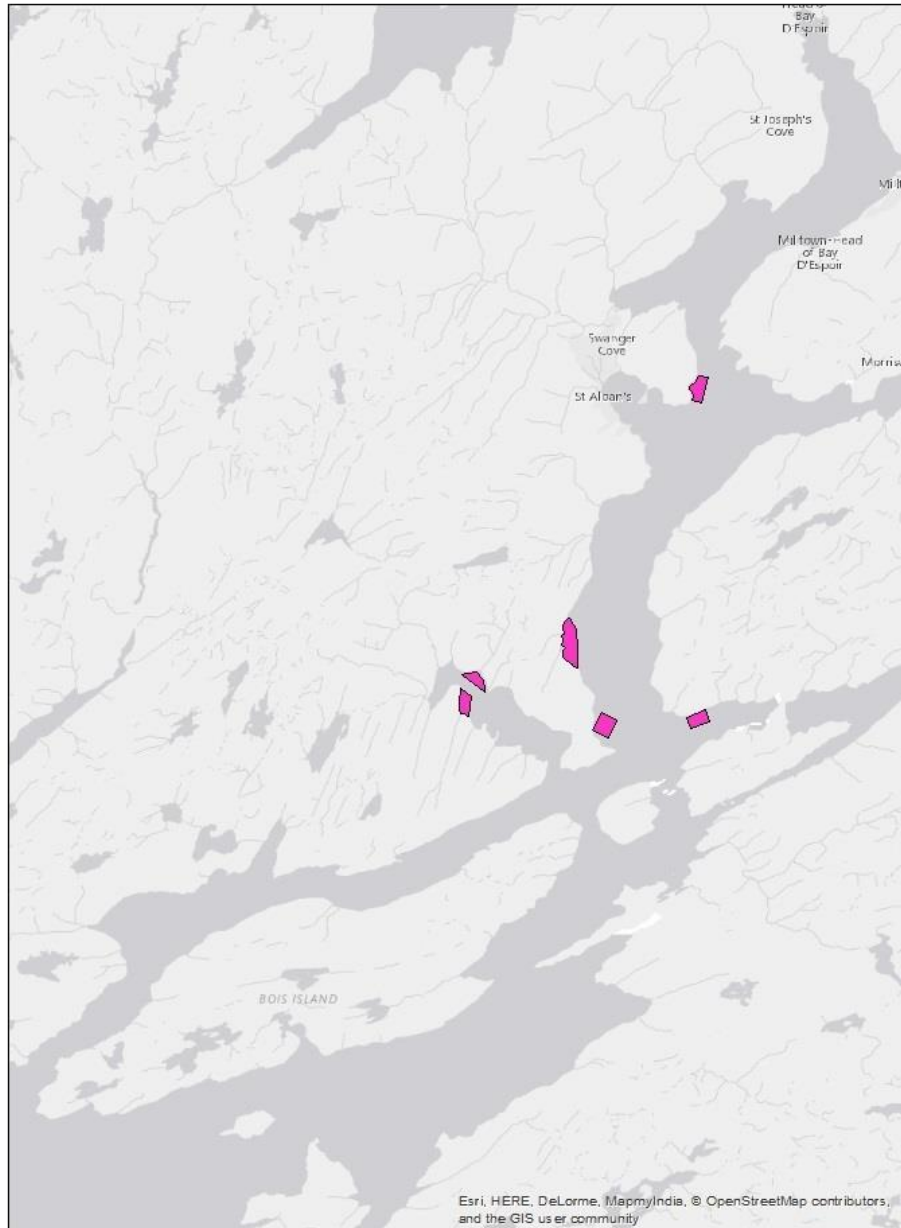 Bay
D'Espoir
St Joseph's
Cove
Milltown-Head
of Bay
D'Espoir
Swanger
Cove
St Alban's
BOIS ISLAND
Esri, HERE, DeLorme, MapmyIndia, © OpenStreetMap contributors,
and the GIS user community